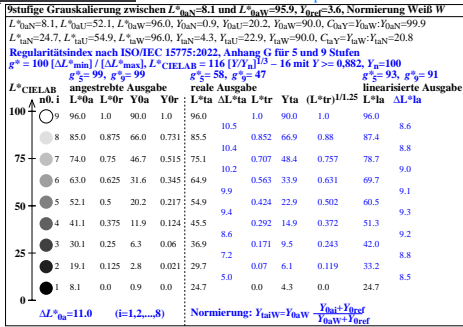 9stufige Grauskalierung zwischen L*0aN=8.1 und L*0aW=95.9, Y0ref=3.6, Normierung Weiß W
L*0aN=8.1, L*0aU=52.1, L*0aW=96.0, Y0aN=0.9, Y0aU=20.2, Y0aW=90.0, C0aY=Y0aW:Y0aN=99.9
L*taN=24.7, L*taU=54.9, L*taW=96.0, YtaN=4.3, YtaU=22.9, YtaW=90.0, CtaY=YtaW:YtaN=20.8
Regularitätsindex nach ISO/IEC 15775:2022, Anhang G für 5 und 9 Stufen
g* = 100 [ΔL*min] / [ΔL*max], L*CIELAB = 116 [Y/Yn]1/3 - 16 mit Y >= 0,882, Yn=100
g*5= 99, g*9= 99 g*5= 58, g*9= 47 g*5= 93, g*9= 91
L*CIELAB angestrebte Ausgabe reale Ausgabe linearisierte Ausgabe
n0. i L*0a L*0r Y0a Y0r L*ta ΔL*ta L*tr Yta (L*tr)1/1.25 L*la ΔL*la
100 9 96.0 1.0 90.0 1.0 96.0 1.0 90.0 1.0 96.0
10.5 8.6
8 85.0 0.875 66.0 0.731 85.5 0.852 66.9 0.88 87.4
10.4 8.8
75 7 74.0 0.75 46.7 0.515 75.1 0.707 48.4 0.757 78.7
10.2 9.0
6 63.0 0.625 31.6 0.345 64.9 0.563 33.9 0.631 69.7
9.9 9.1
50 5 52.1 0.5 20.2 0.217 54.9 0.424 22.9 0.502 60.5
9.4 9.3
4 41.1 0.375 11.9 0.124 45.5 0.292 14.9 0.372 51.3
8.6 9.2
25 3 30.1 0.25 6.3 0.06 36.9 0.171 9.5 0.243 42.0
7.2 8.8
2 19.1 0.125 2.8 0.021 29.7 0.07 6.1 0.119 33.2
5.0 8.5
0 1 8.1 0.0 0.9 0.0 24.7 0.0 4.3 0.0 24.7
ΔL*0a=11.0 (i=1,2,...,8) Normierung: YtaiW=Y0aW Y0ai+Y0ref
Y0aW+Y0ref